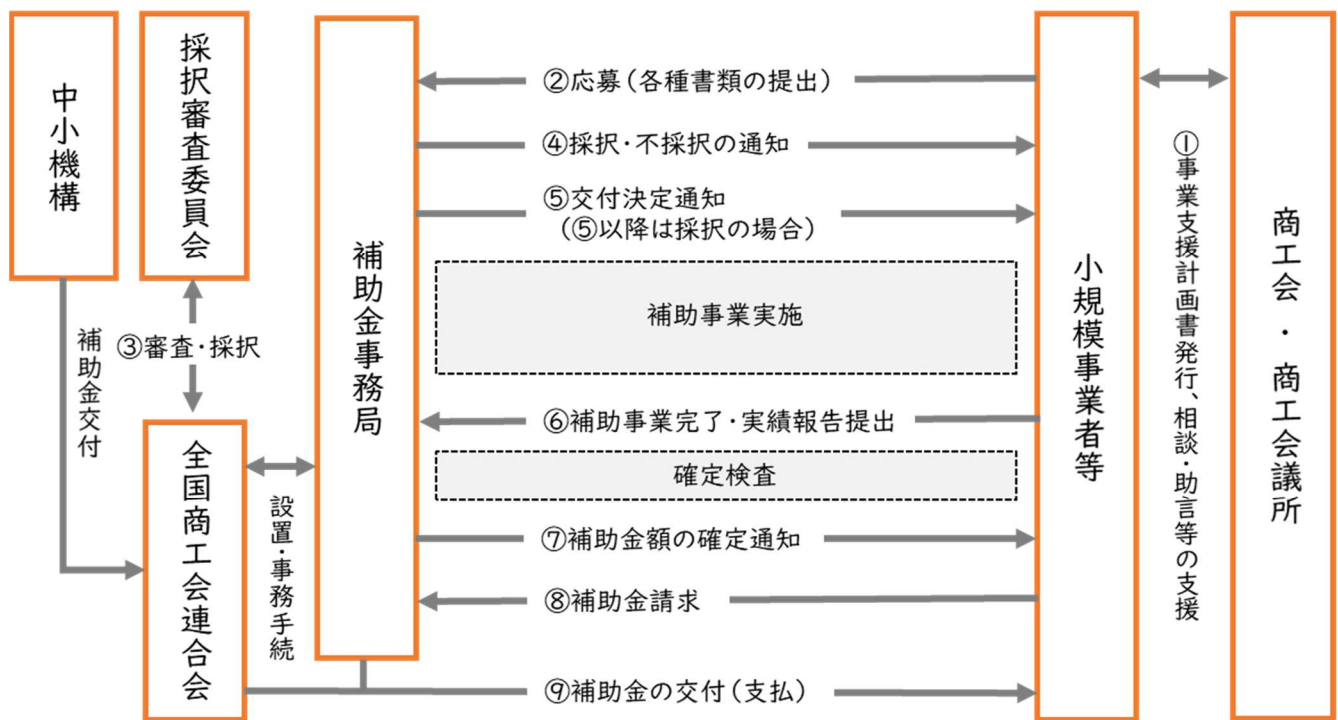 中小機構
採択審査委員会
補助金事務局
小規模事業者等
商工会・商工会議所
②応募(各種書類の提出)
④採択・不採択の通知
⑤交付決定通知
(⑤以降は採択の場合)
補助事業実施
⑥補助事業完了・実績報告提出
確定検査
⑦補助金額の確定通知
⑧補助金請求
⑨補助金の交付(支払)
①事業支援計画書発行、相談・助言等の支援
③審査・採択
補助金交付
全国商工会連合会
設置・事務手続